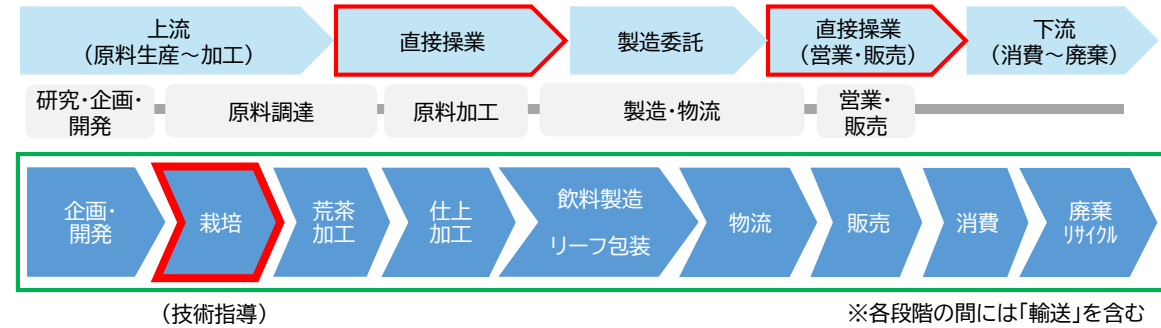 上流
（原料生産～加工）
直接操業
製造委託
直接操業
（営業・販売）
下流
（消費～廃棄）
研究・企画・
開発
原料調達
原料加工
製造・物流
営業・
販売
企画・
開発
栽培
荒茶
加工
仕上
加工
飲料製造
リーフ包装
物流
販売
消費
廃棄
ﾘｻｲｸﾙ
（技術指導）
※各段階の間には「輸送」を含む